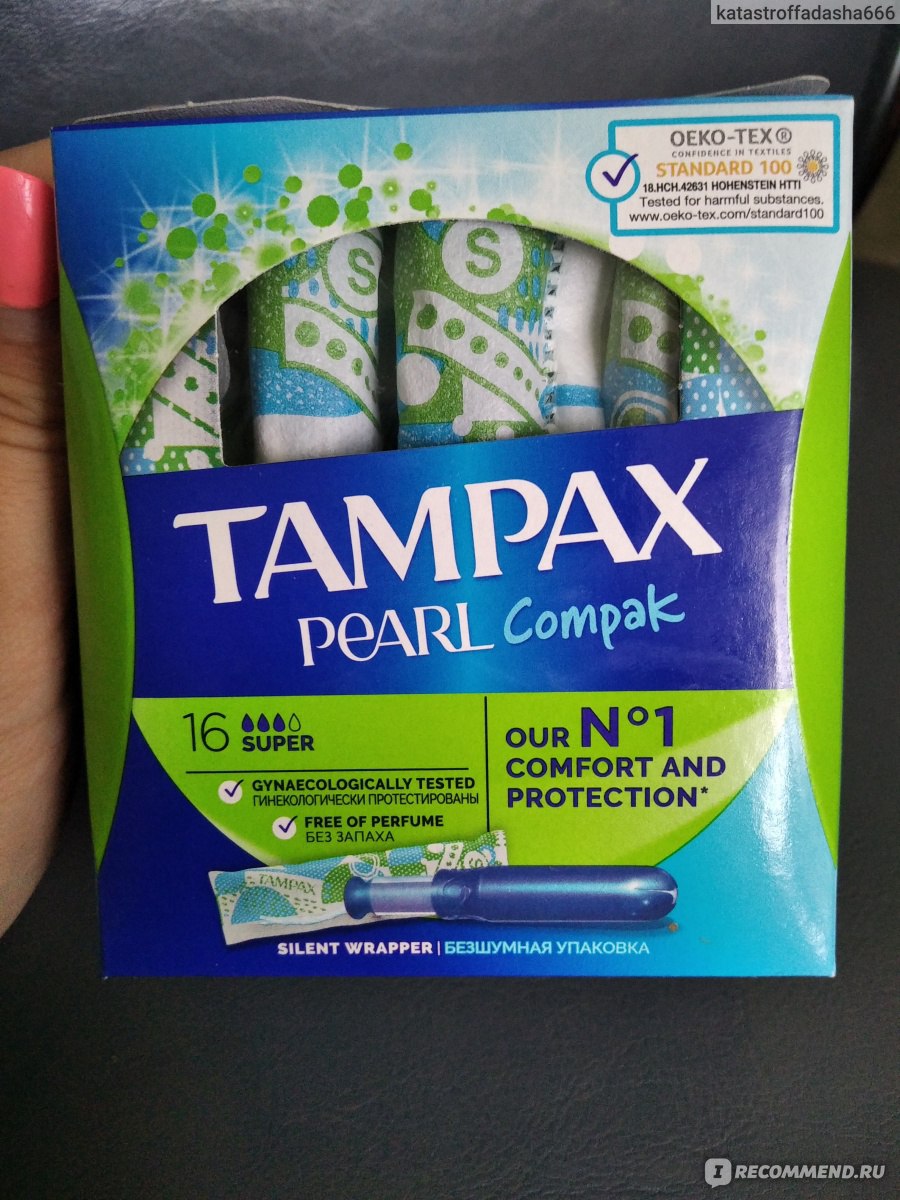 katastroffadasha666
OEKO-TEX®
CONFIDENCE IN TEXTILES
STANDARD 100
18.HCH.42631 HOHENSTEIN HTTI
Tested for harmful substances.
www.oeko-tex.com/standard100
S
S
TAMPAX
PEARL Compak
16 SUPER
GYNAECOLOGICALLY TESTED
ГИНЕКОЛОГИЧЕСКИ ПРОТЕСТИРОВАНЫ
FREE OF PERFUME
БЕЗ ЗАПАХА
OUR N°1
COMFORT AND
PROTECTION*
TAMPAX
SILENT WRAPPER | БЕЗШУМНАЯ УПАКОВКА
IRECOMMEND.RU